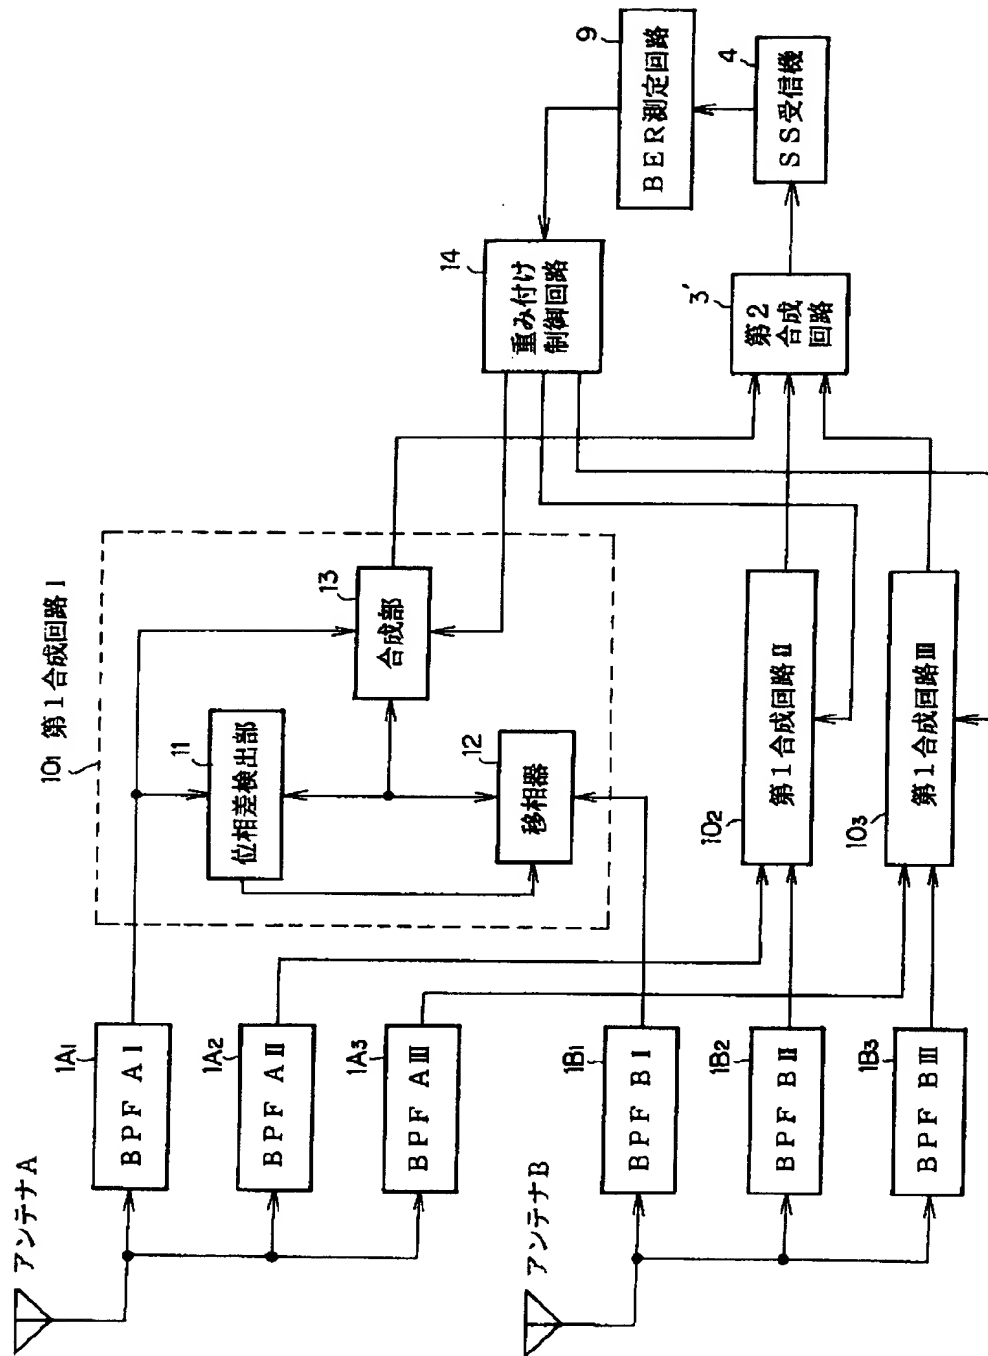 アンテナA
1A1
BPF AI
1A2
BPF AII
1A3
BPF AIII
アンテナB
1B1
BPF BI
1B2
BPF BII
1B3
BPF BIII
101 第1合成回路1
11
位相差検出部
12
移相器
13
合成部
102
第1合成回路II
103
第1合成回路III
14
重み付け
制御回路
3'
第2
合成
回路
9
BER測定回路
4
SS受信機